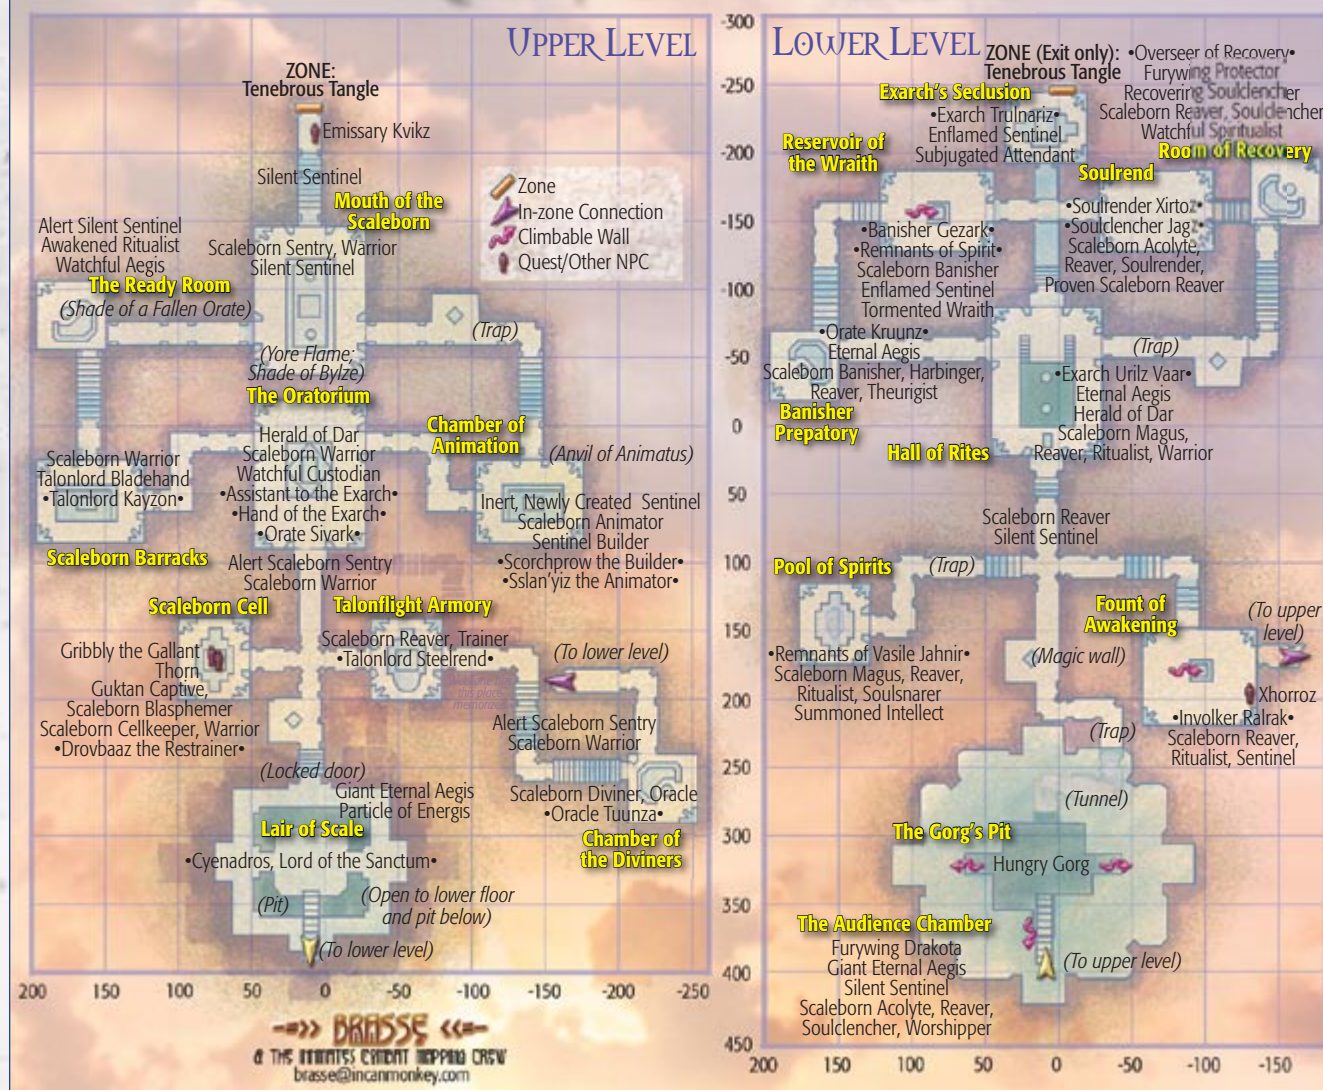 UPPER LEVEL
ZONE:
Tenebrous Tangle
Emissary Kvikz
Silent Sentinel
Mouth of the
Scaleborn
Zone
In-zone Connection
Climbable Wall
Quest/Other NPC
Alert Silent Sentinel
Awakened Ritualist
Watchful Aegis
The Ready Room
(Shade of a Fallen Orate)
Scaleborn Sentry, Warrior
Silent Sentinel
(Trap)
(Yore Flame;
Shade of Bylze)
The Oratorium
Herald of Dar
Scaleborn Warrior
Watchful Custodian
•Assistant to the Exarch•
•Hand of the Exarch•
•Orate Sivark•
Chamber of
Animation
(Anvil of Animatus)
Inert, Newly Created Sentinel
Scaleborn Animator
Sentinel Builder
•Scorchprow the Builder•
•Sslan'yiz the Animator•
Scaleborn Warrior
Talonlord Bladehand
•Talonlord Kayzon•
Scaleborn Barracks
Alert Scaleborn Sentry
Scaleborn Warrior
Scaleborn Cell
Gribbly the Gallant
Thorn
Guktan Captive,
Scaleborn Blasphemer
Scaleborn Cellkeeper, Warrior
•Drovbaaz the Restrainer•
Talonflight Armory
Scaleborn Reaver, Trainer
•Talonlord Steelrend•
(To lower level)
Alert Scaleborn Sentry
Scaleborn Warrior
Scaleborn Diviner, Oracle
•Oracle Tuunza•
Chamber of
the Diviners
(Locked door)
Giant Eternal Aegis
Particle of Energis
Lair of Scale
•Cyenadros, Lord of the Sanctum•
(Pit)
(Open to lower floor
and pit below)
(To lower level)
200 150 100 50 0 -50 -100 -150 -200 -250
BRASSE
brasse@incanmonkey.com
-300
-250
-200
-150
-100
-50
0
50
100
150
200
250
300
350
400
450
LOWER LEVEL
ZONE (Exit only):
Tenebrous Tangle
Exarch's Seclusion
•Exarch Trulnariz•
Enflamed Sentinel
Subjugated Attendant
•Overseer of Recovery•
Furywing Protector
Recovering Soulclencher
Scaleborn Reaver, Soulclencher
Watchful Spiritualist
Room of Recovery
Reservoir of
the Wraith
•Banisher Gezark•
•Remnants of Spirit•
Scaleborn Banisher
Enflamed Sentinel
Tormented Wraith
Soulrend
•Soulrender Xirtoz•
•Soulclencher Jagz•
Scaleborn Acolyte,
Reaver, Soulrender,
Proven Scaleborn Reaver
•Orate Kruunz•
Eternal Aegis
Scaleborn Banisher, Harbinger,
Reaver, Theurigist
Banisher
Prepatory
(Trap)
•Exarch Urilz Vaar•
Eternal Aegis
Herald of Dar
Scaleborn Magus,
Reaver, Ritualist, Warrior
Hall of Rites
Scaleborn Reaver
Silent Sentinel
Pool of Spirits
(Trap)
•Remnants of Vasile Jahnir•
Scaleborn Magus, Reaver,
Ritualist, Soulsnarer
Summoned Intellect
Fount of
Awakening
(To upper
level)
(Magic wall)
Xhorroz
•Involker Ralrak•
Scaleborn Reaver,
Ritualist, Sentinel
(Trap)
(Tunnel)
The Gorg's Pit
Hungry Gorg
The Audience Chamber
Furywing Drakota
Giant Eternal Aegis
Silent Sentinel
Scaleborn Acolyte, Reaver,
Soulclencher, Worshipper
(To upper level)
200 150 100 50 0 -50 -100 -150